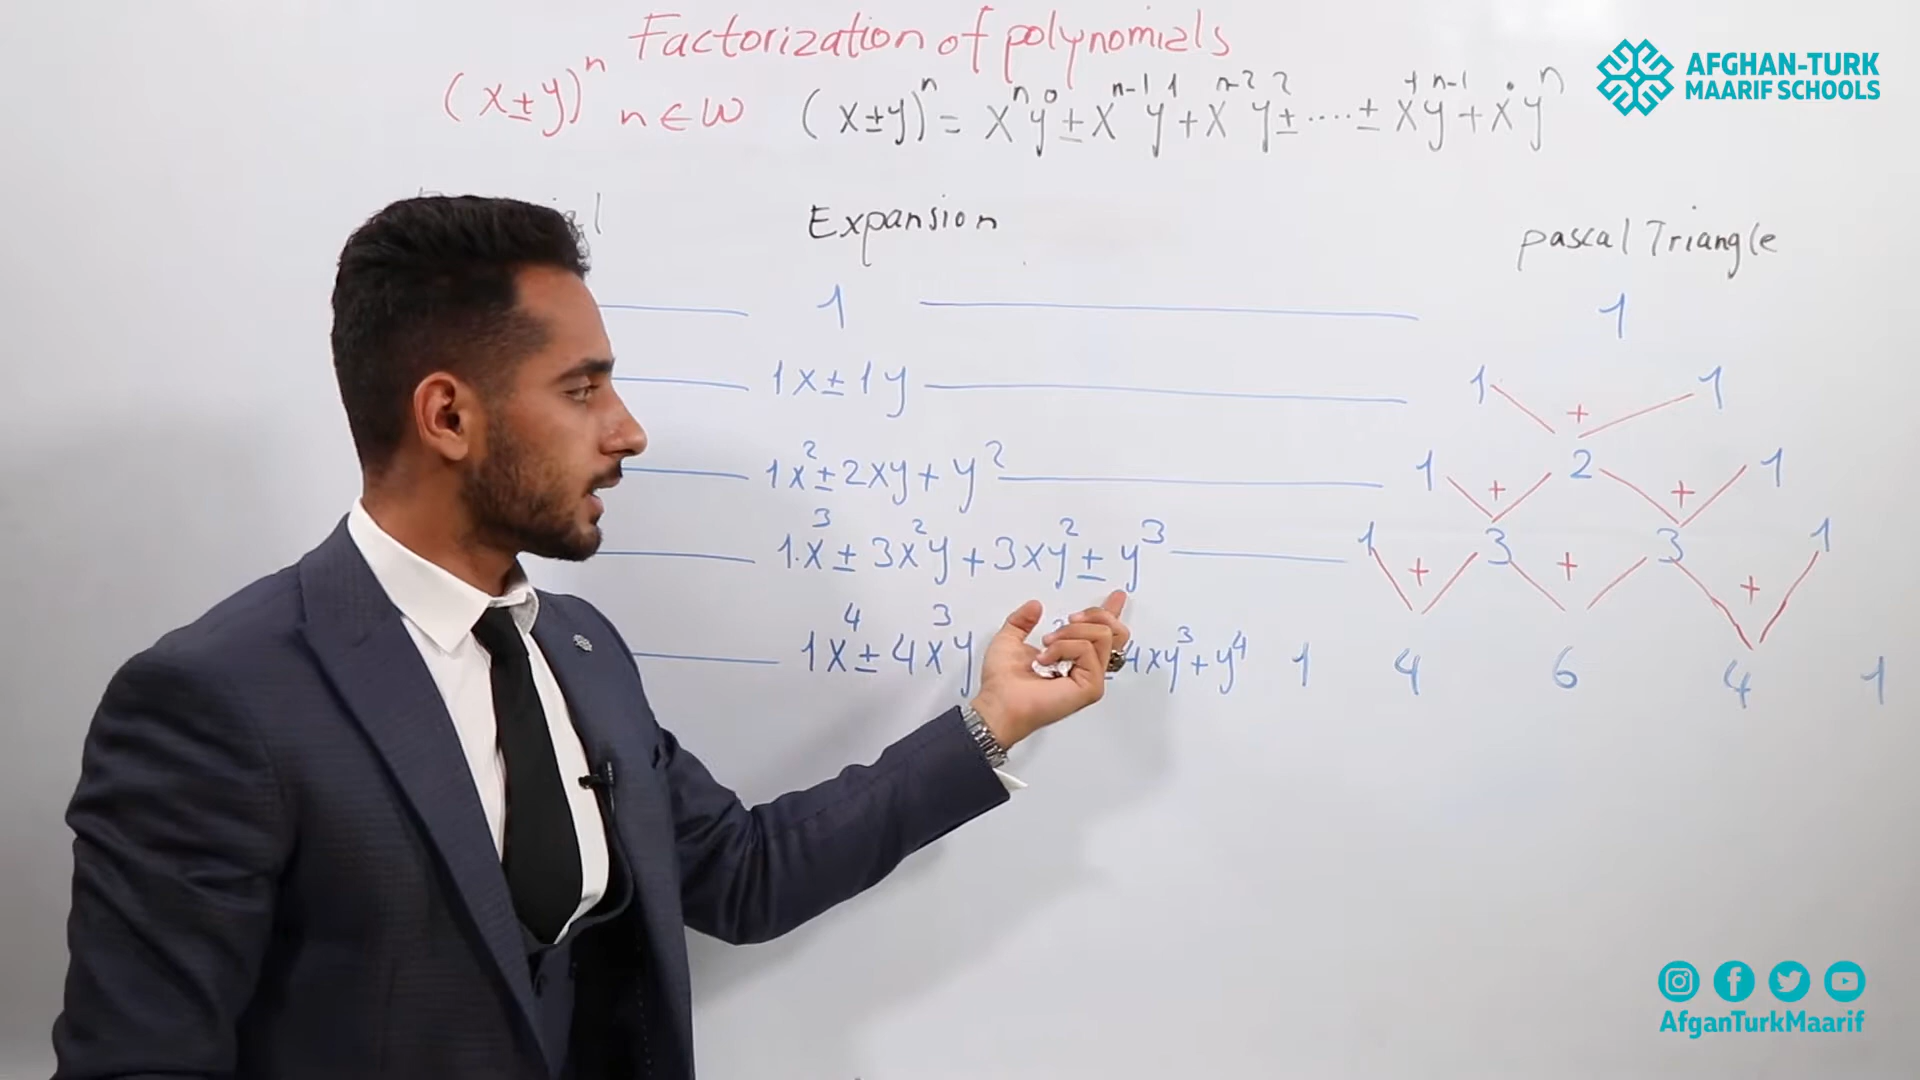 Factorization of polynomials
(x±y)ⁿ n∈W (x±y)ⁿ= xⁿy⁰±xⁿ⁻¹y¹+xⁿ⁻²y²±....±xyⁿ⁻¹+x˙yⁿ
AFGHAN-TURK
MAARIF SCHOOLS
Expansion pascal Triangle
1 1
1x±1y 1 + 1
1x²±2xy+y² 1 + 2 + 1
1.x³±3x²y+3xy²±y³ 1 + 3 + 3 + 1
1x⁴±4x³y 4xy³+y⁴ 1 4 6 4 1
AfganTurkMaarif